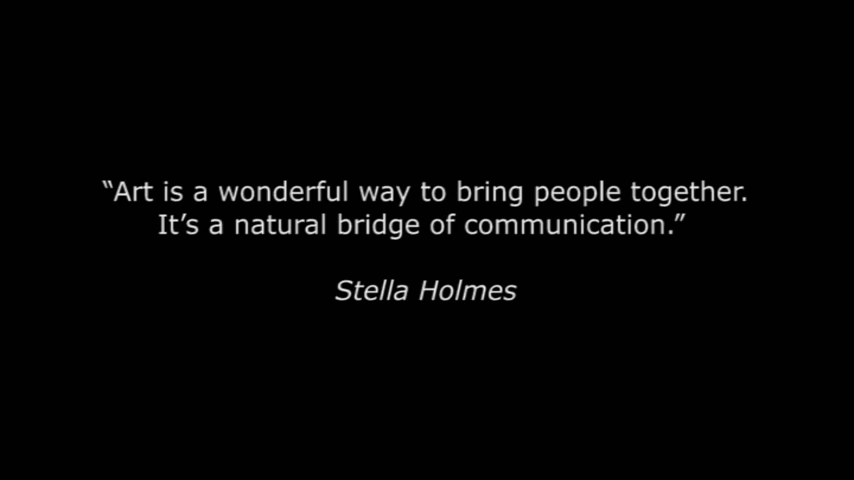 “Art is a wonderful way to bring people together.
It’s a natural bridge of communication.”
Stella Holmes